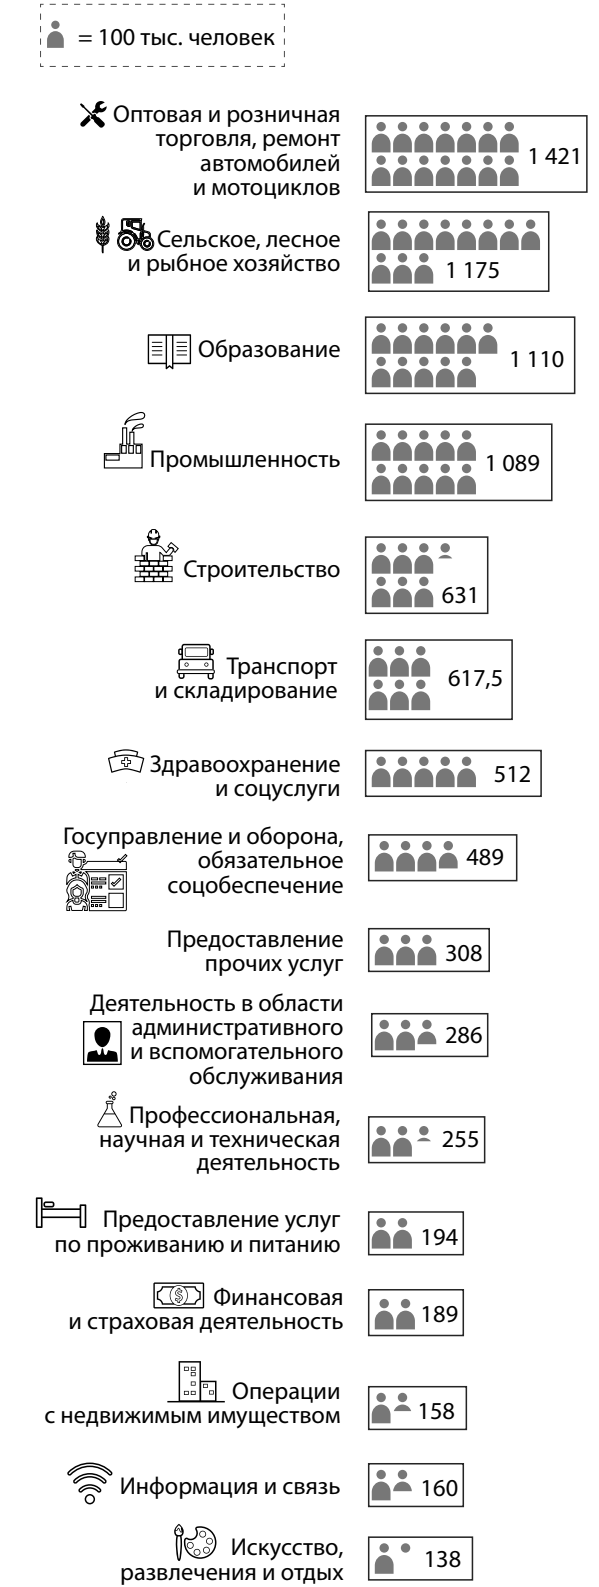 = 100 тыс. человек
Оптовая и розничная
торговля, ремонт
автомобилей
и мотоциклов
1 421
Сельское, лесное
и рыбное хозяйство
1 175
Образование
1 110
Промышленность
1 089
Строительство
631
Транспорт
и складирование
617,5
Здравоохранение
и соцуслуги
512
Госуправление и оборона,
обязательное
соцобеспечение
489
Предоставление
прочих услуг
308
Деятельность в области
административного
и вспомогательного
обслуживания
286
Профессиональная,
научная и техническая
деятельность
255
Предоставление услуг
по проживанию и питанию
194
Финансовая
и страховая деятельность
189
Операции
с недвижимым имуществом
158
Информация и связь
160
Искусство,
развлечения и отдых
138